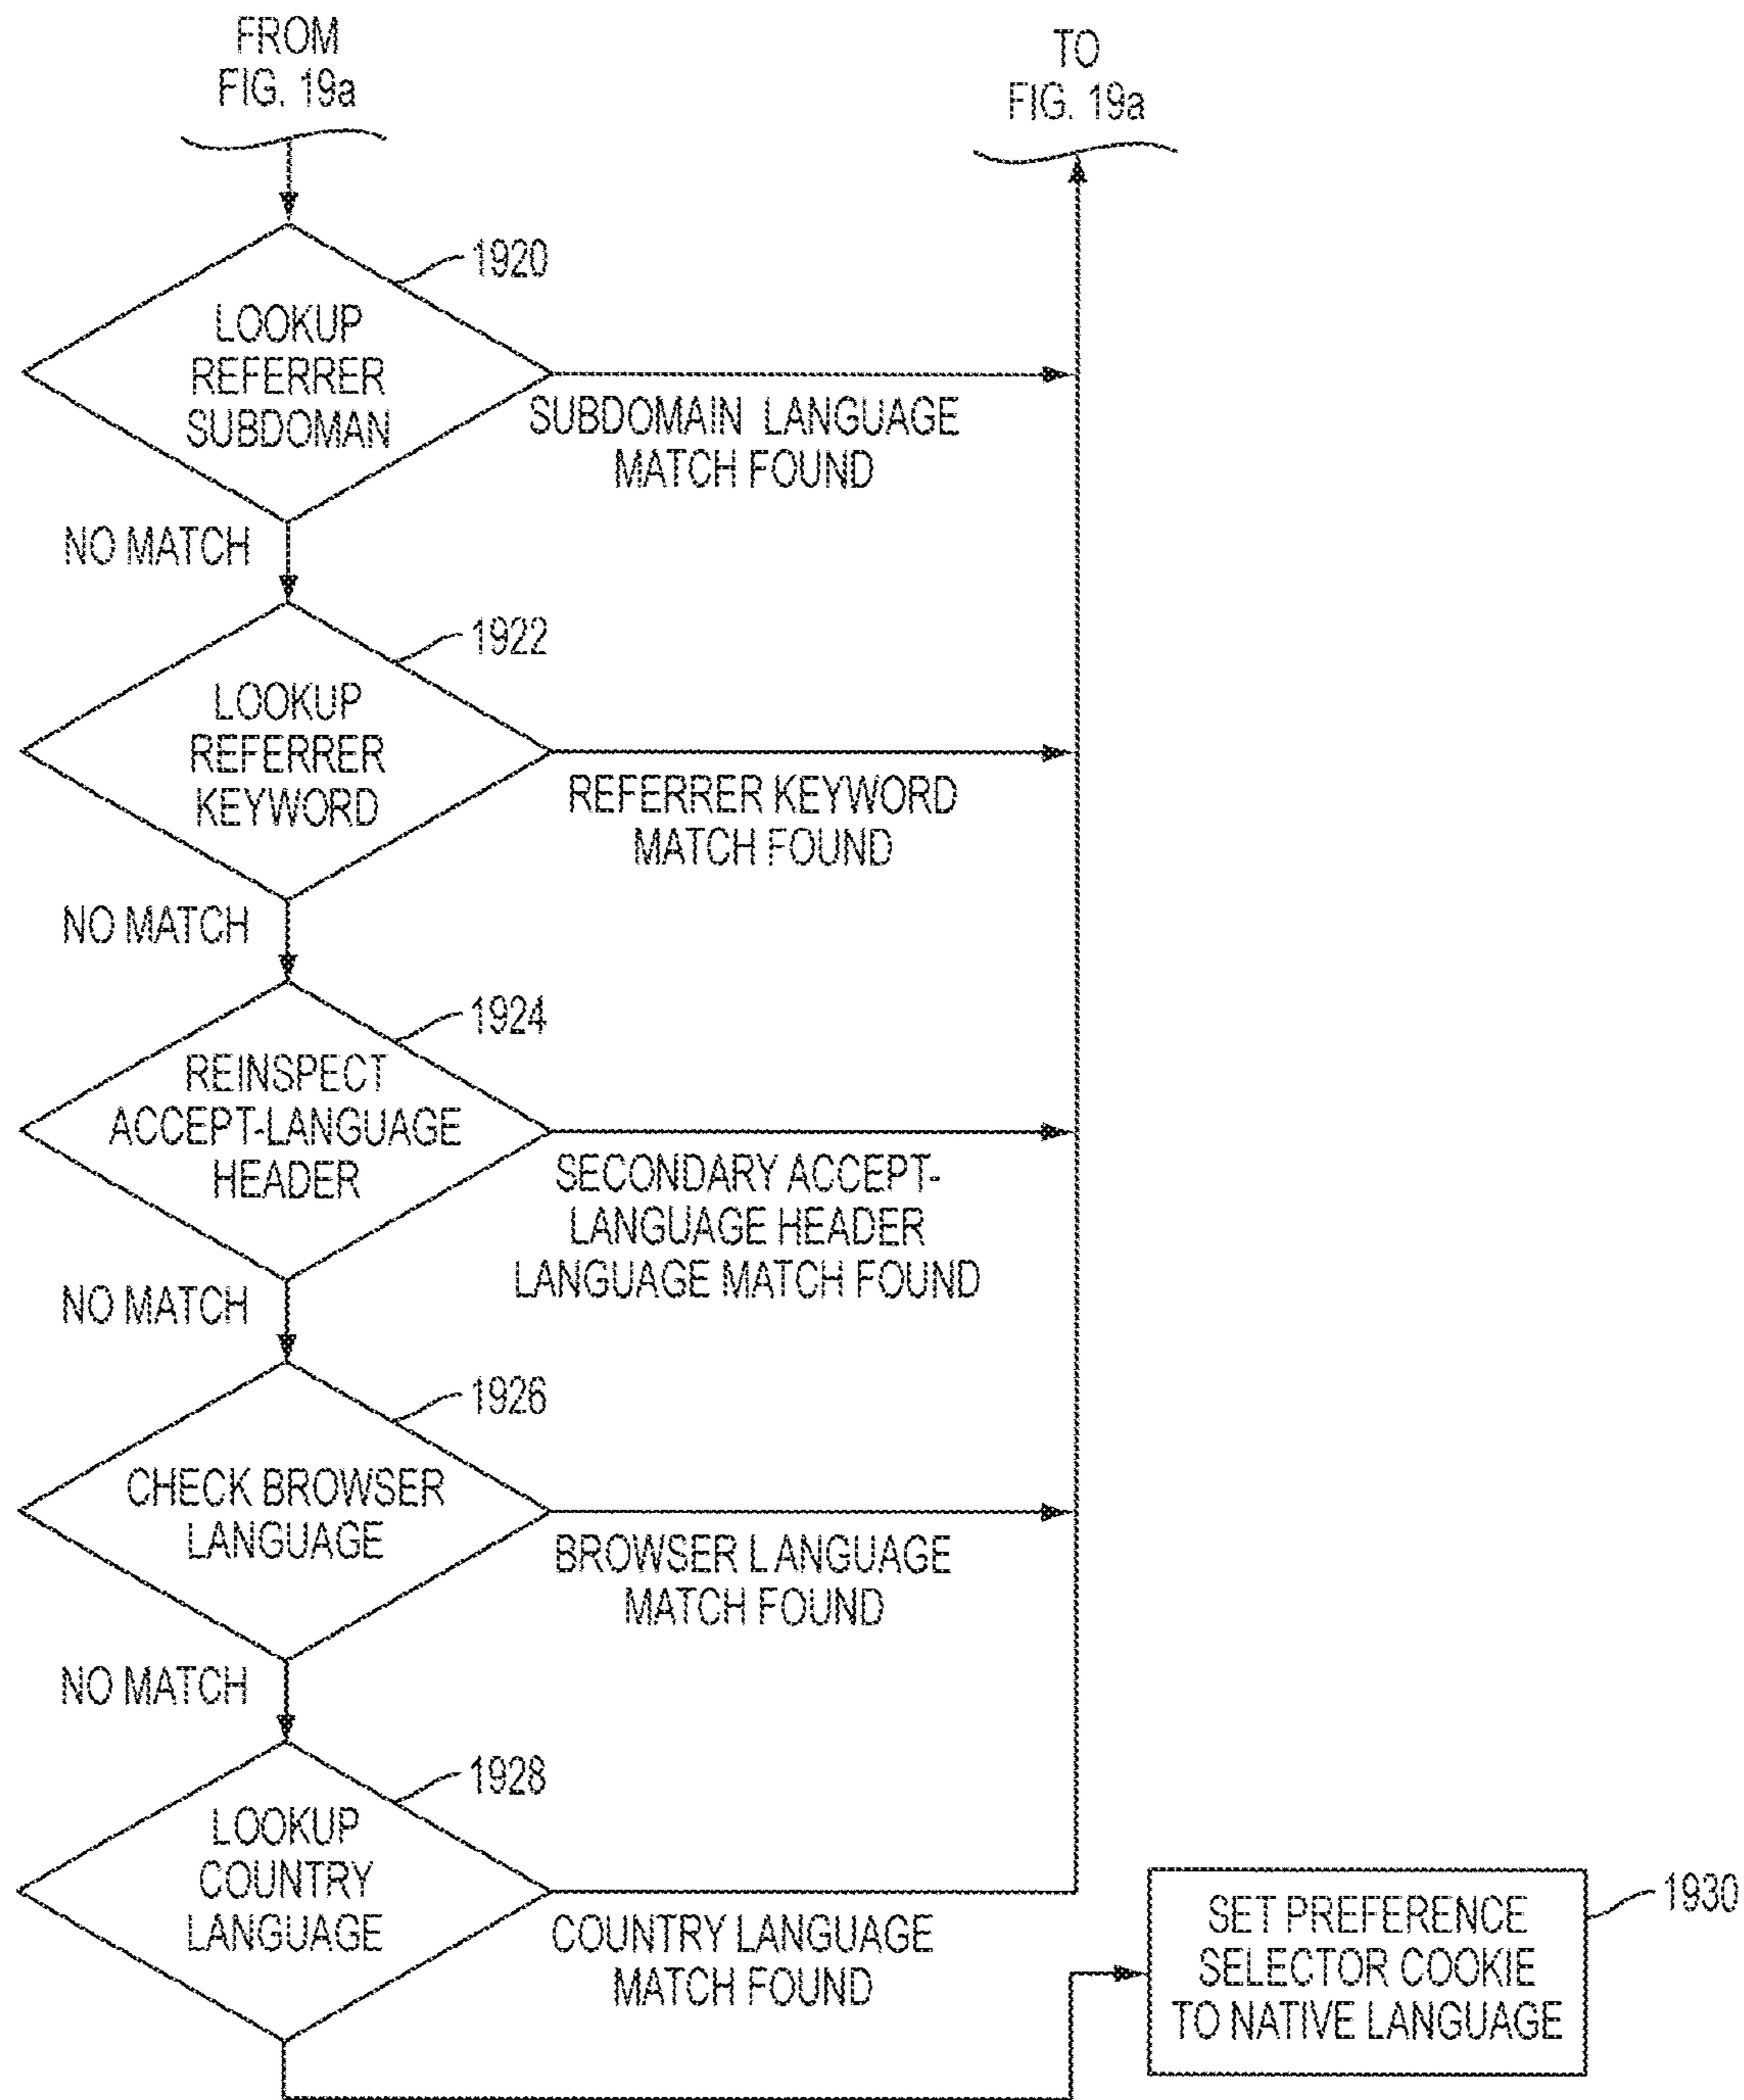 FROM
FIG. 19a
TO
FIG. 19a
1920
LOOKUP
REFERRER
SUBDOMAN
SUBDOMAIN LANGUAGE
MATCH FOUND
NO MATCH
1922
LOOKUP
REFERRER
KEYWORD
REFERRER KEYWORD
MATCH FOUND
NO MATCH
1924
REINSPECT
ACCEPT-LANGUAGE
HEADER
SECONDARY ACCEPT-
LANGUAGE HEADER
LANGUAGE MATCH FOUND
NO MATCH
1926
CHECK BROWSER
LANGUAGE
BROWSER LANGUAGE
MATCH FOUND
NO MATCH
1928
LOOKUP
COUNTRY
LANGUAGE
COUNTRY LANGUAGE
MATCH FOUND
1930
SET PREFERENCE
SELECTOR COOKIE
TO NATIVE LANGUAGE